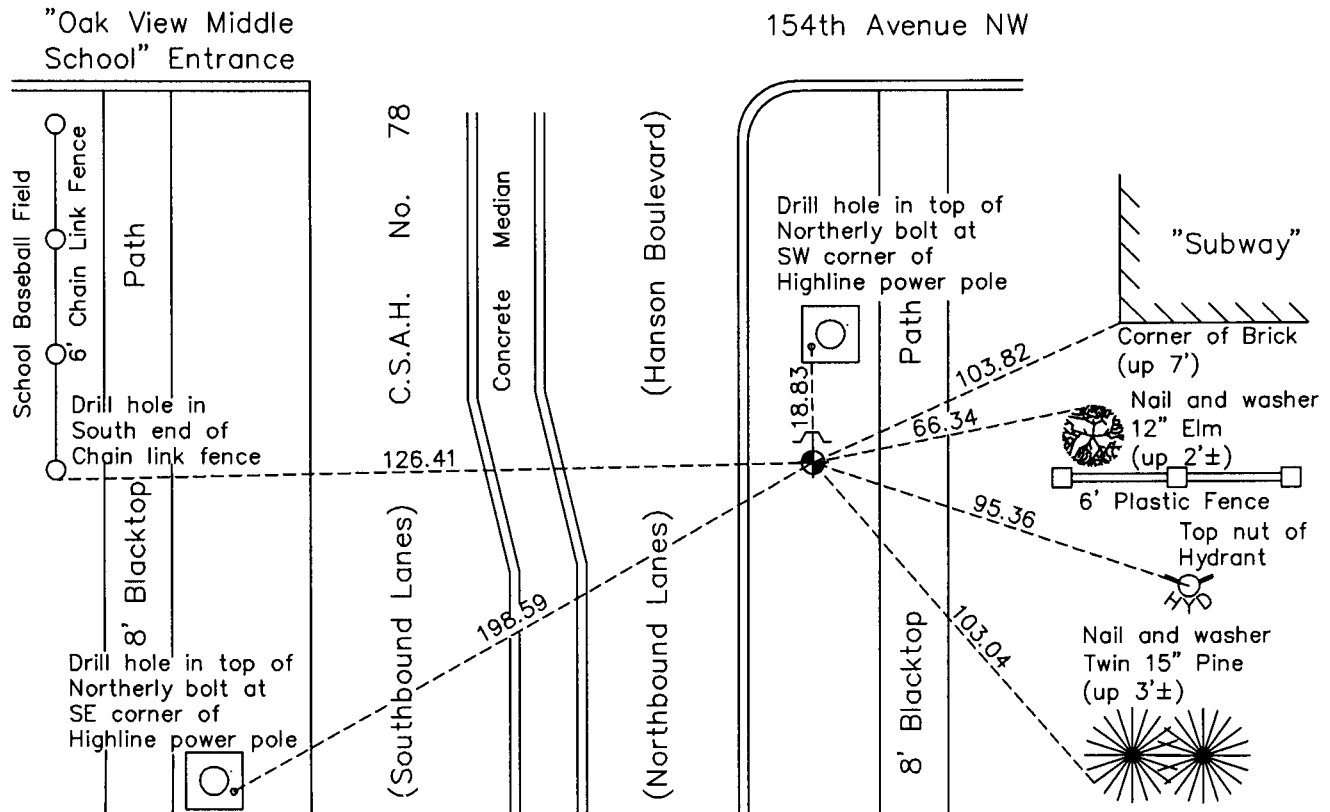 "Oak View Middle
School" Entrance
154th Avenue NW
School Baseball Field
6' Chain Link Fence
8' Blacktop Path
C.S.A.H. No. 78
(Southbound Lanes)
Concrete Median
(Hanson Boulevard)
(Northbound Lanes)
8' Blacktop Path
Drill hole in top of
Northerly bolt at
SW corner of
Highline power pole
"Subway"
Corner of Brick
(up 7')
Nail and washer
12" Elm
(up 2'±)
6' Plastic Fence
Top nut of
Hydrant
HYD
Nail and washer
Twin 15" Pine
(up 3'±)
Drill hole in
South end of
Chain link fence
Drill hole in top of
Northerly bolt at
SE corner of
Highline power pole
18.83
103.82
66.34
126.41
95.36
198.59
103.04